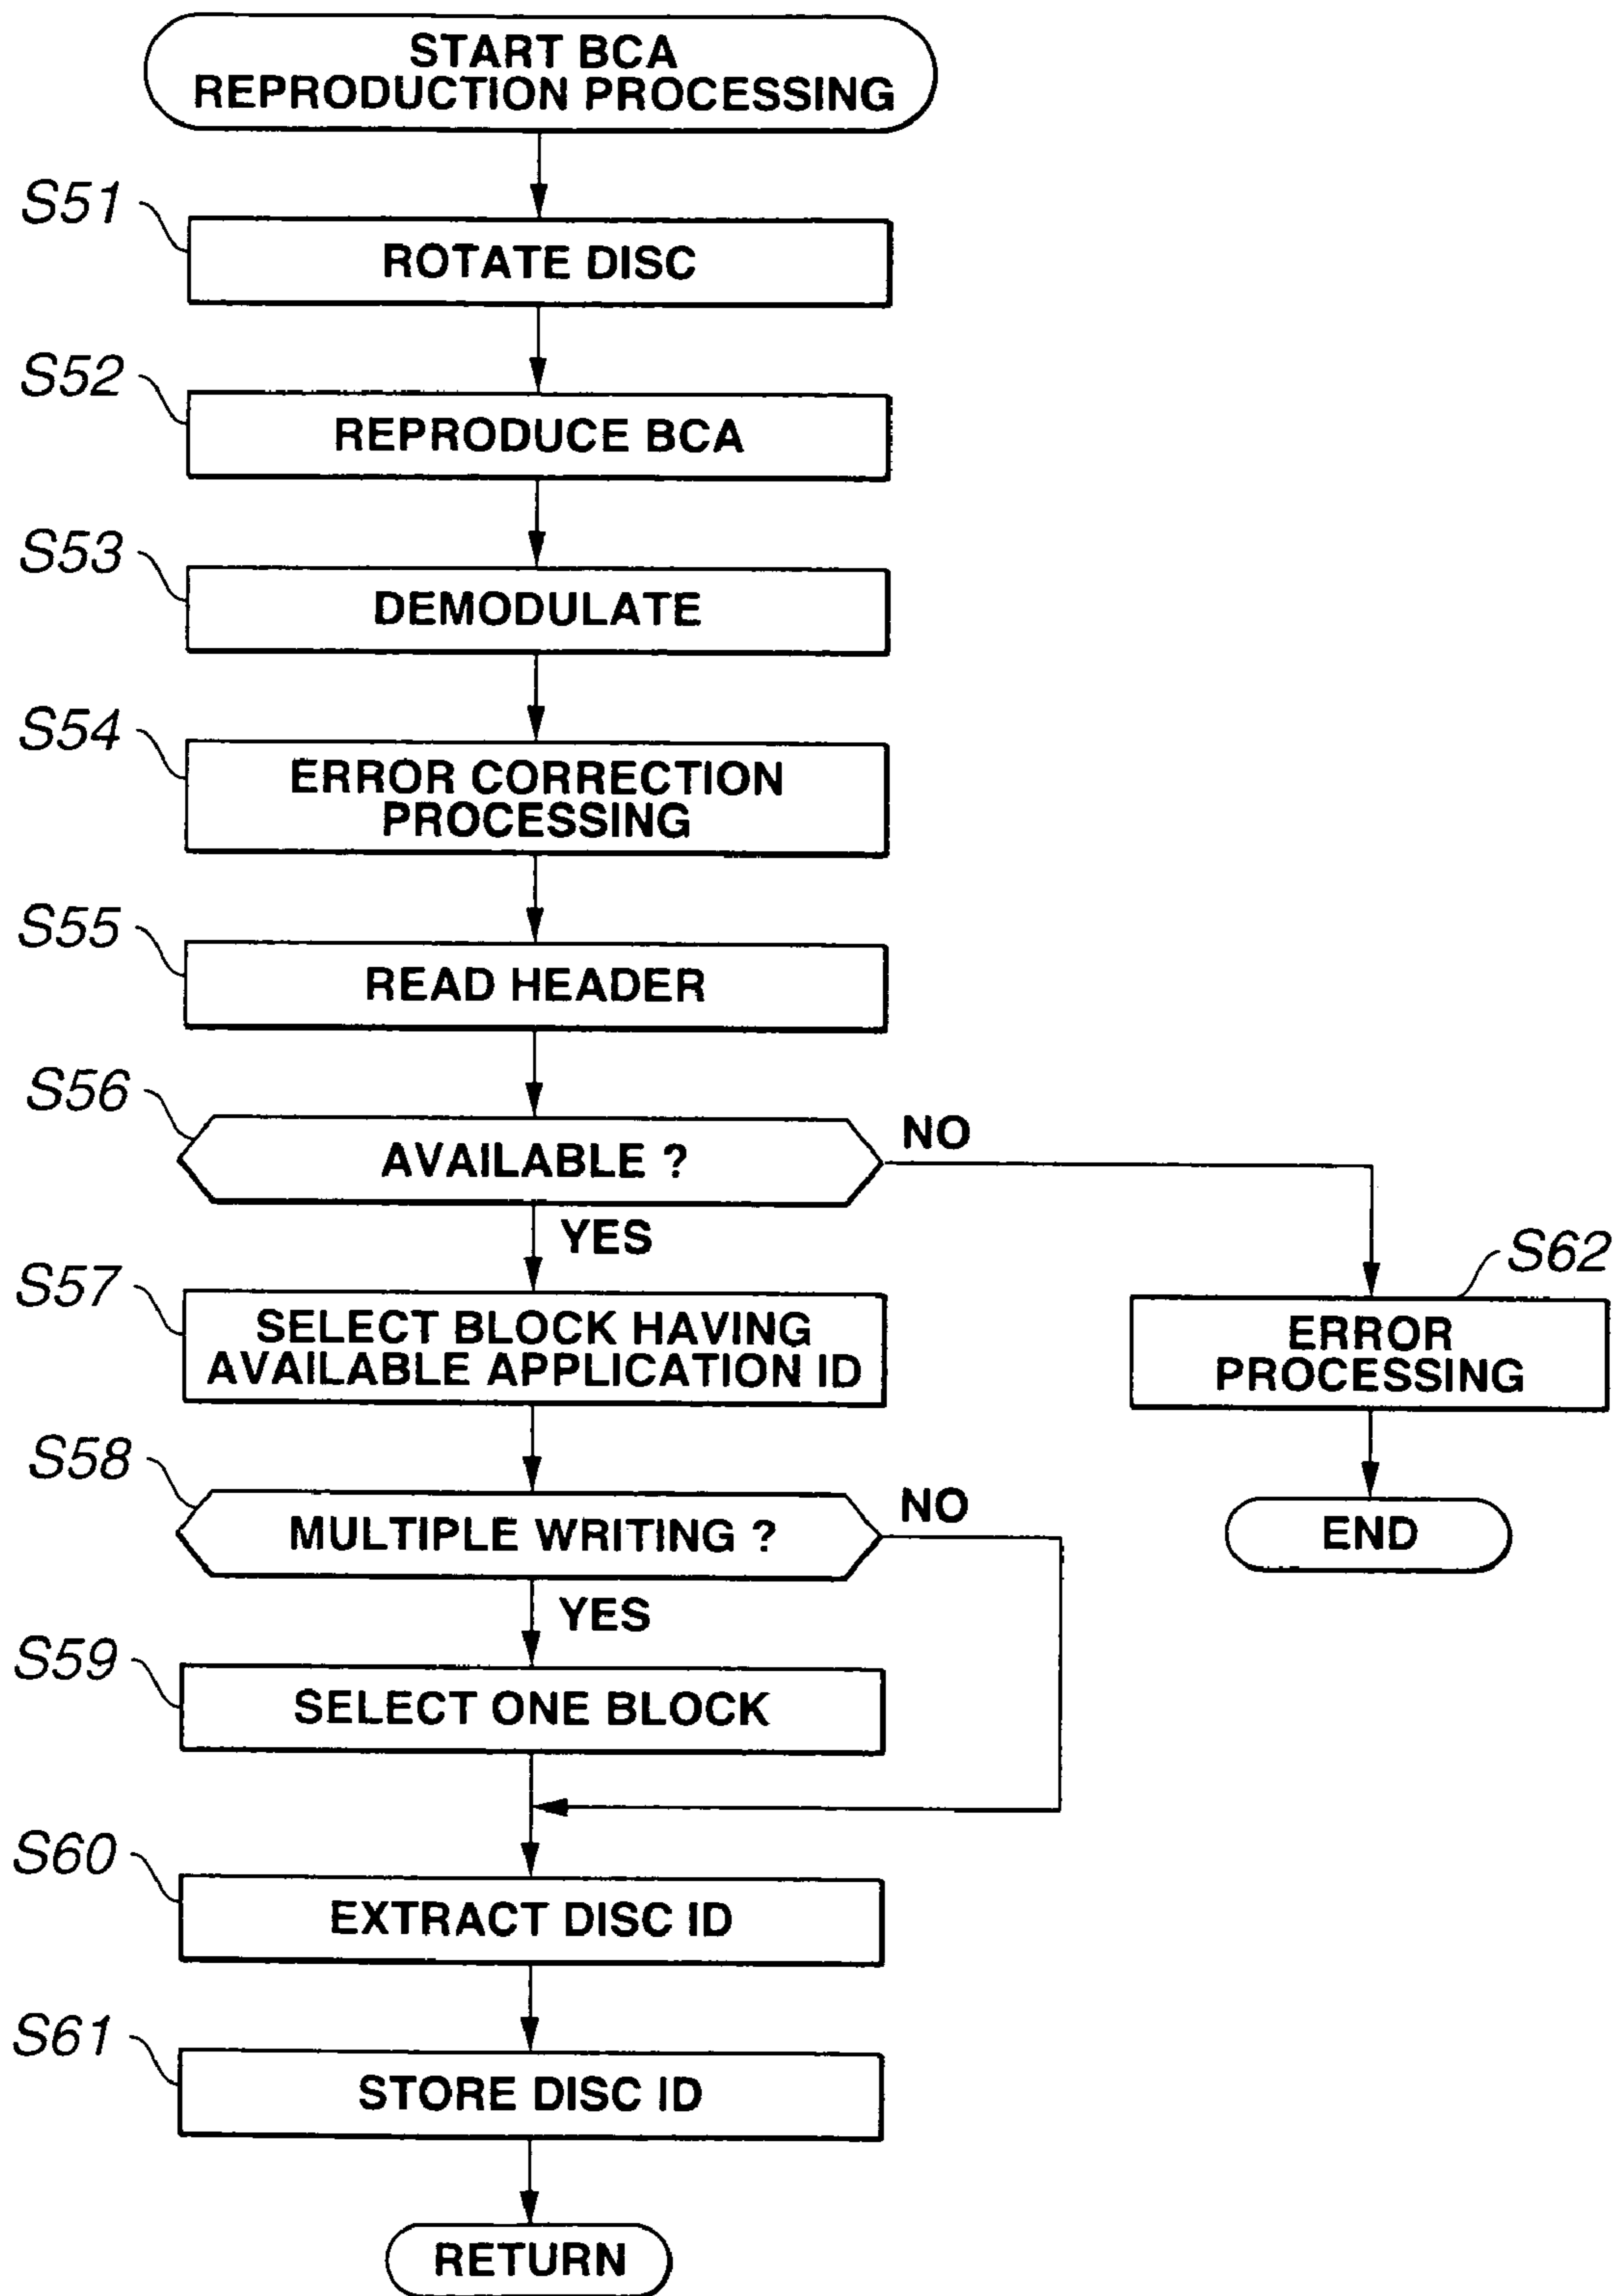 START BCA
REPRODUCTION PROCESSING
S51
ROTATE DISC
S52
REPRODUCE BCA
S53
DEMODULATE
S54
ERROR CORRECTION
PROCESSING
S55
READ HEADER
S56
AVAILABLE ?
NO
YES
S57
SELECT BLOCK HAVING
AVAILABLE APPLICATION ID
S62
ERROR
PROCESSING
S58
MULTIPLE WRITING ?
NO
END
YES
S59
SELECT ONE BLOCK
S60
EXTRACT DISC ID
S61
STORE DISC ID
RETURN